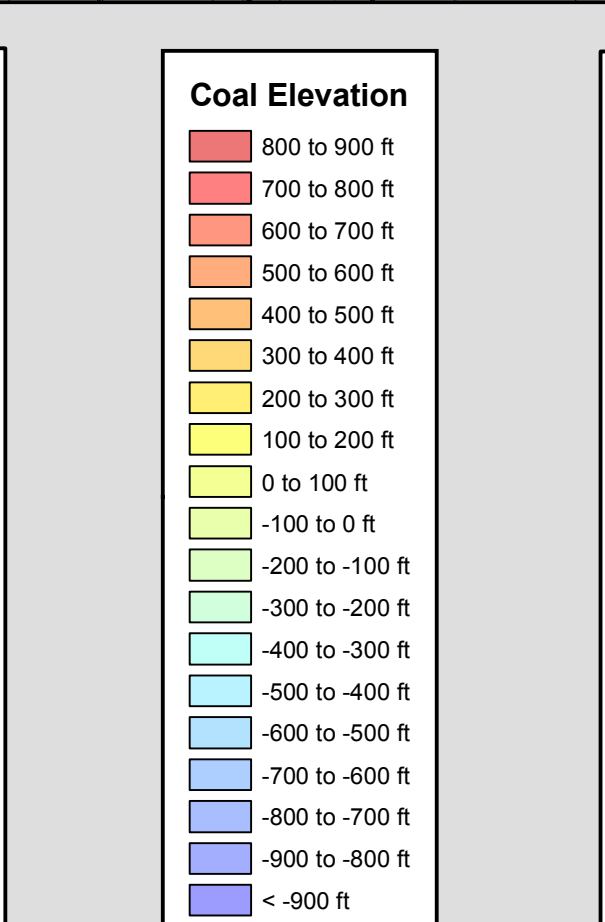 Coal Elevation
800 to 900 ft
700 to 800 ft
600 to 700 ft
500 to 600 ft
400 to 500 ft
300 to 400 ft
200 to 300 ft
100 to 200 ft
0 to 100 ft
-100 to 0 ft
-200 to -100 ft
-300 to -200 ft
-400 to -300 ft
-500 to -400 ft
-600 to -500 ft
-700 to -600 ft
-800 to -700 ft
-900 to -800 ft
< -900 ft